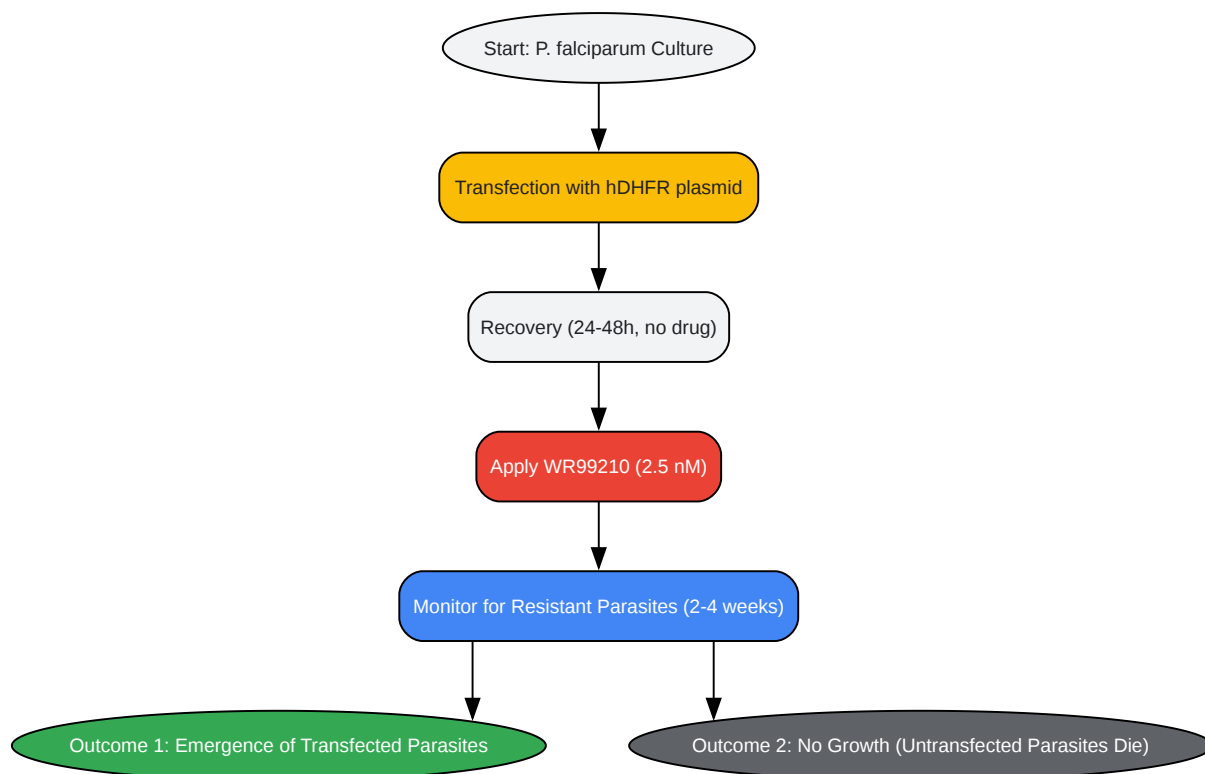 Start: P. falciparum Culture
Transfection with hDHFR plasmid
Recovery (24-48h, no drug)
Apply WR99210 (2.5 nM)
Monitor for Resistant Parasites (2-4 weeks)
Outcome 1: Emergence of Transfected Parasites
Outcome 2: No Growth (Untransfected Parasites Die)